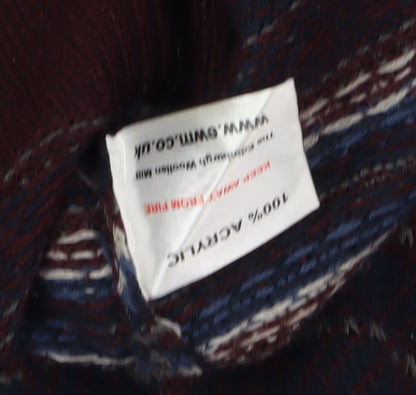 100% ACRYLIC
KEEP AWAY FROM FIRE
The Edinburgh Woollen Mill
www.ewm.co.uk